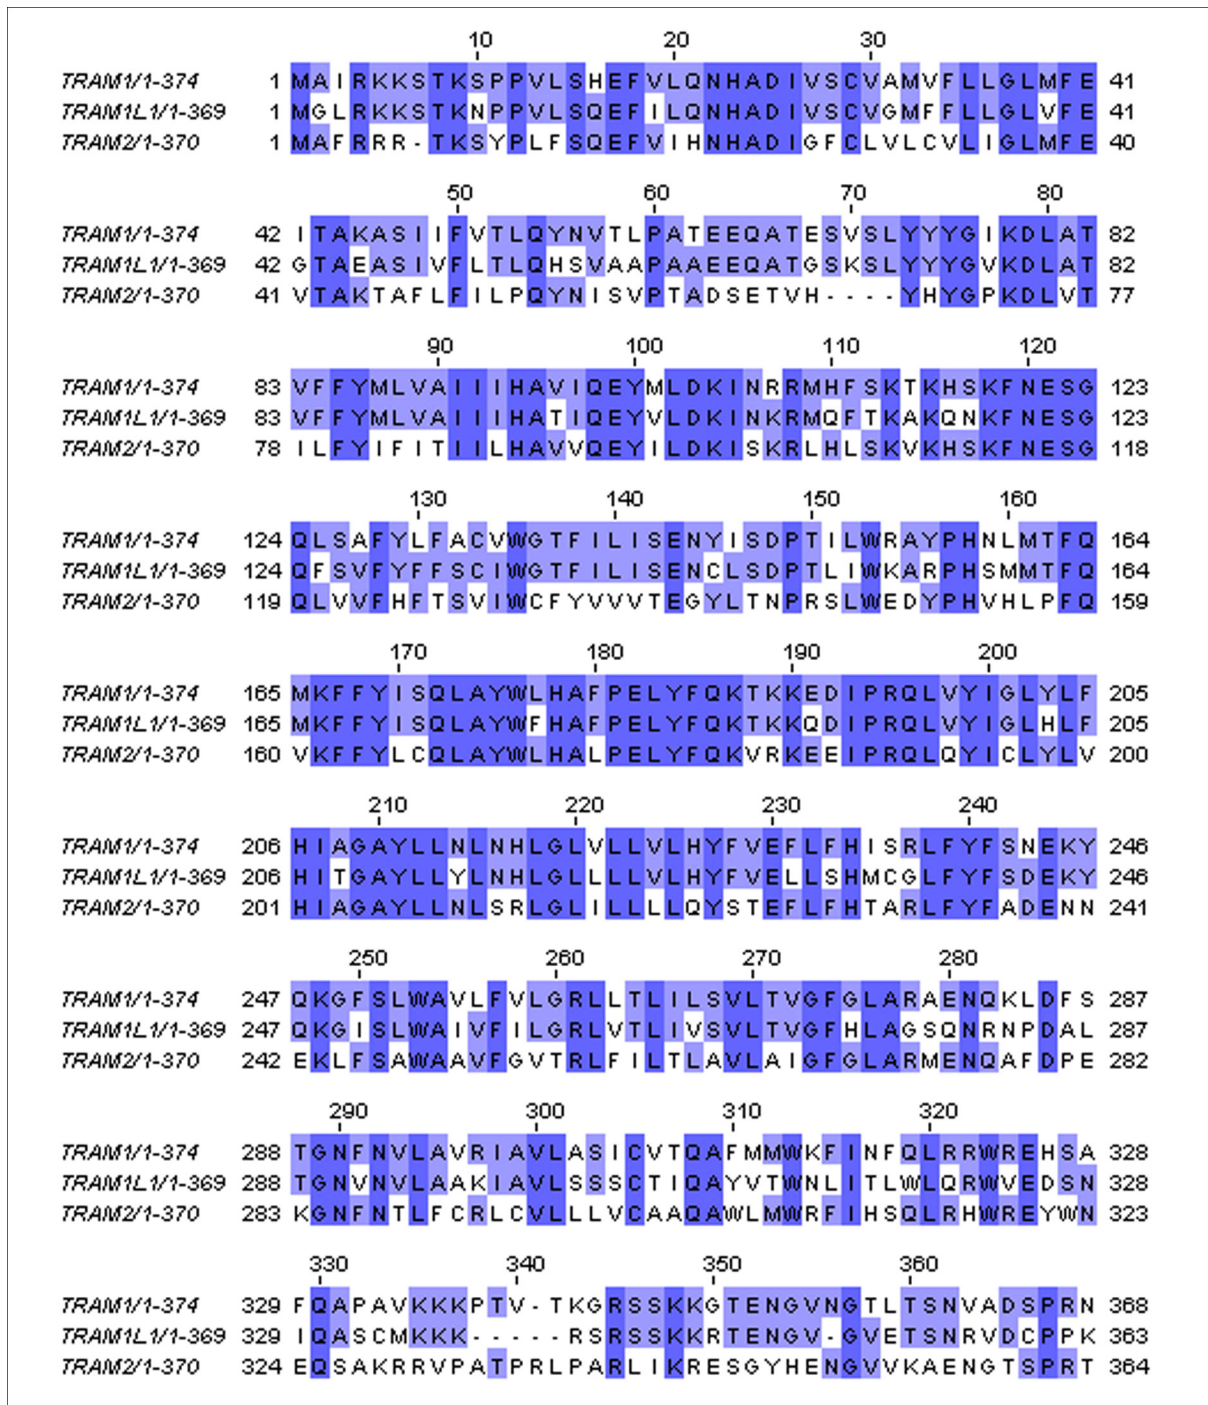 10 20 30
TRAM1/1-374 1 MAIRKKSTKSPPVLSHEFVLQNHADIVSCVAMVFLLGLMFE 41
TRAM1L1/1-369 1 MGLRKKSTKNPPVLSQEFILQNHADIVSCVGMFFLLGLVFE 41
TRAM2/1-370 1 MAFRRR-TKSYPLFSQEFVIHNHADIGFCLVLCVLIGLMFE 40
50 60 70 80
TRAM1/1-374 42 ITAKASIIFVTLQYNVTLPATEEQATESVSLYYYGIKDLAT 82
TRAM1L1/1-369 42 GTAEASIVFLTLQHSVAAPAAEEQATGSKSLYYYGVKDLAT 82
TRAM2/1-370 41 VTAKTAFLFILPQYNISVPTADSETVH----YHYGPKDLVT 77
90 100 110 120
TRAM1/1-374 83 VFFYMLVAIIIHAVIQEYMLDKINRRMHFSKTKHSKFNESG 123
TRAM1L1/1-369 83 VFFYMLVAIIIHATIQEYVLDKINKRMQFTKAKQNKFNESG 123
TRAM2/1-370 78 ILFYIFITIILHAVVQEYILDKISKRLHLSKVKHSKFNESG 118
130 140 150 160
TRAM1/1-374 124 QLSAFYLFACVWGTFILISENYISDPTILWRAYPHNLMTFQ 164
TRAM1L1/1-369 124 QFSVFYFFSCIWGTFILISENCLSDPTLIWKARPHSMMTFQ 164
TRAM2/1-370 119 QLVVFHFTSVIWCFYVVVTEGYLTNPRSLWEDYPHVHLPFQ 159
170 180 190 200
TRAM1/1-374 165 MKFFYISQLAYWLHAFPELYFQKTKKEDIPRQLVYIGLYLF 205
TRAM1L1/1-369 165 MKFFYISQLAYWFHAFPELYFQKTKKQDIPRQLVYIGLHLF 205
TRAM2/1-370 160 VKFFYLCQLAYWLHALPELYFQKVRKEEIPRQLQYICLYLV 200
210 220 230 240
TRAM1/1-374 206 HIAGAYLLNLNHLGLVLLVLHYFVEFLFHISRLFYFSNEKY 246
TRAM1L1/1-369 206 HITGAYLLYLNHLGLLLLVLHYFVELLSHMCGLFYFSDEKY 246
TRAM2/1-370 201 HIAGAYLLNLSRLGLILLLLQYSTEFLFHTARLFYFADENN 241
250 260 270 280
TRAM1/1-374 247 QKGFSLWAVLFVLGRLLTLILSVLTVGFGLARAENQKLDFS 287
TRAM1L1/1-369 247 QKGISLWAIVFILGRLVTLIVSVLTVGFHLAGSQNRNPDAL 287
TRAM2/1-370 242 EKLFSAWAAVFGVTRLFILTLAVLAIGFGLARMENQAFDPE 282
290 300 310 320
TRAM1/1-374 288 TGNFNVLAVRIAVLASICVTQAFMMWKFINFQLRRWREHSA 328
TRAM1L1/1-369 288 TGNVNVLAAKIAVLSSSCTIQAYVTWNLITLWLQRWVEDSN 328
TRAM2/1-370 283 KGNFNTLFCRLCVLLLVCAAQAWLMWRFIHSQLRHWREYWN 323
330 340 350 360
TRAM1/1-374 329 FQAPAVKKKPTV-TKGRSSKKGTENGVNGTLTSNVADSPRN 368
TRAM1L1/1-369 329 IQASCMKKK-----RSRSSKKRTENGV-GVETSNRVDCPPK 363
TRAM2/1-370 324 EQSAKRRVPATPRLPARLIKRESGYHENGVVKAENGTSPRT 364